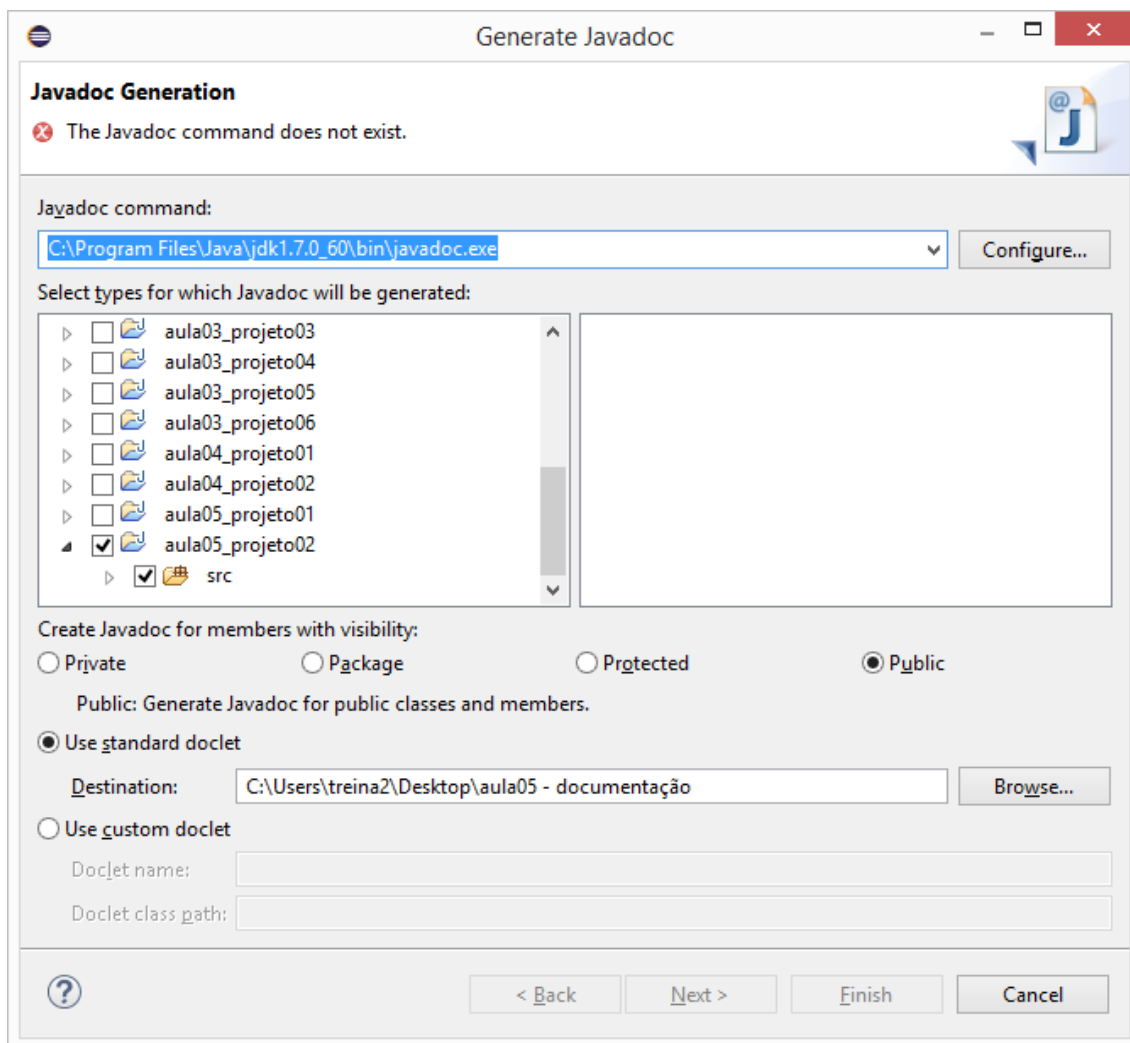 Generate Javadoc
Javadoc Generation
The Javadoc command does not exist.
Javadoc command:
C:\Program Files\Java\jdk1.7.0_60\bin\javadoc.exe
Configure...
Select types for which Javadoc will be generated:
aula03_projeto03
aula03_projeto04
aula03_projeto05
aula03_projeto06
aula04_projeto01
aula04_projeto02
aula05_projeto01
aula05_projeto02
src
Create Javadoc for members with visibility:
Private Package Protected Public
Public: Generate Javadoc for public classes and members.
Use standard doclet
Destination: C:\Users\treina2\Desktop\aula05 - documentação Browse...
Use custom doclet
Doclet name:
Doclet class path:
< Back Next > Finish Cancel